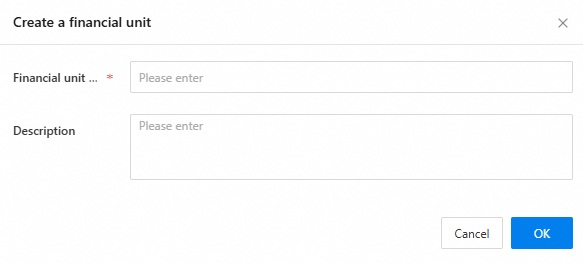 Create a financial unit
Financial unit ... *
Please enter
Description
Please enter
Cancel
OK